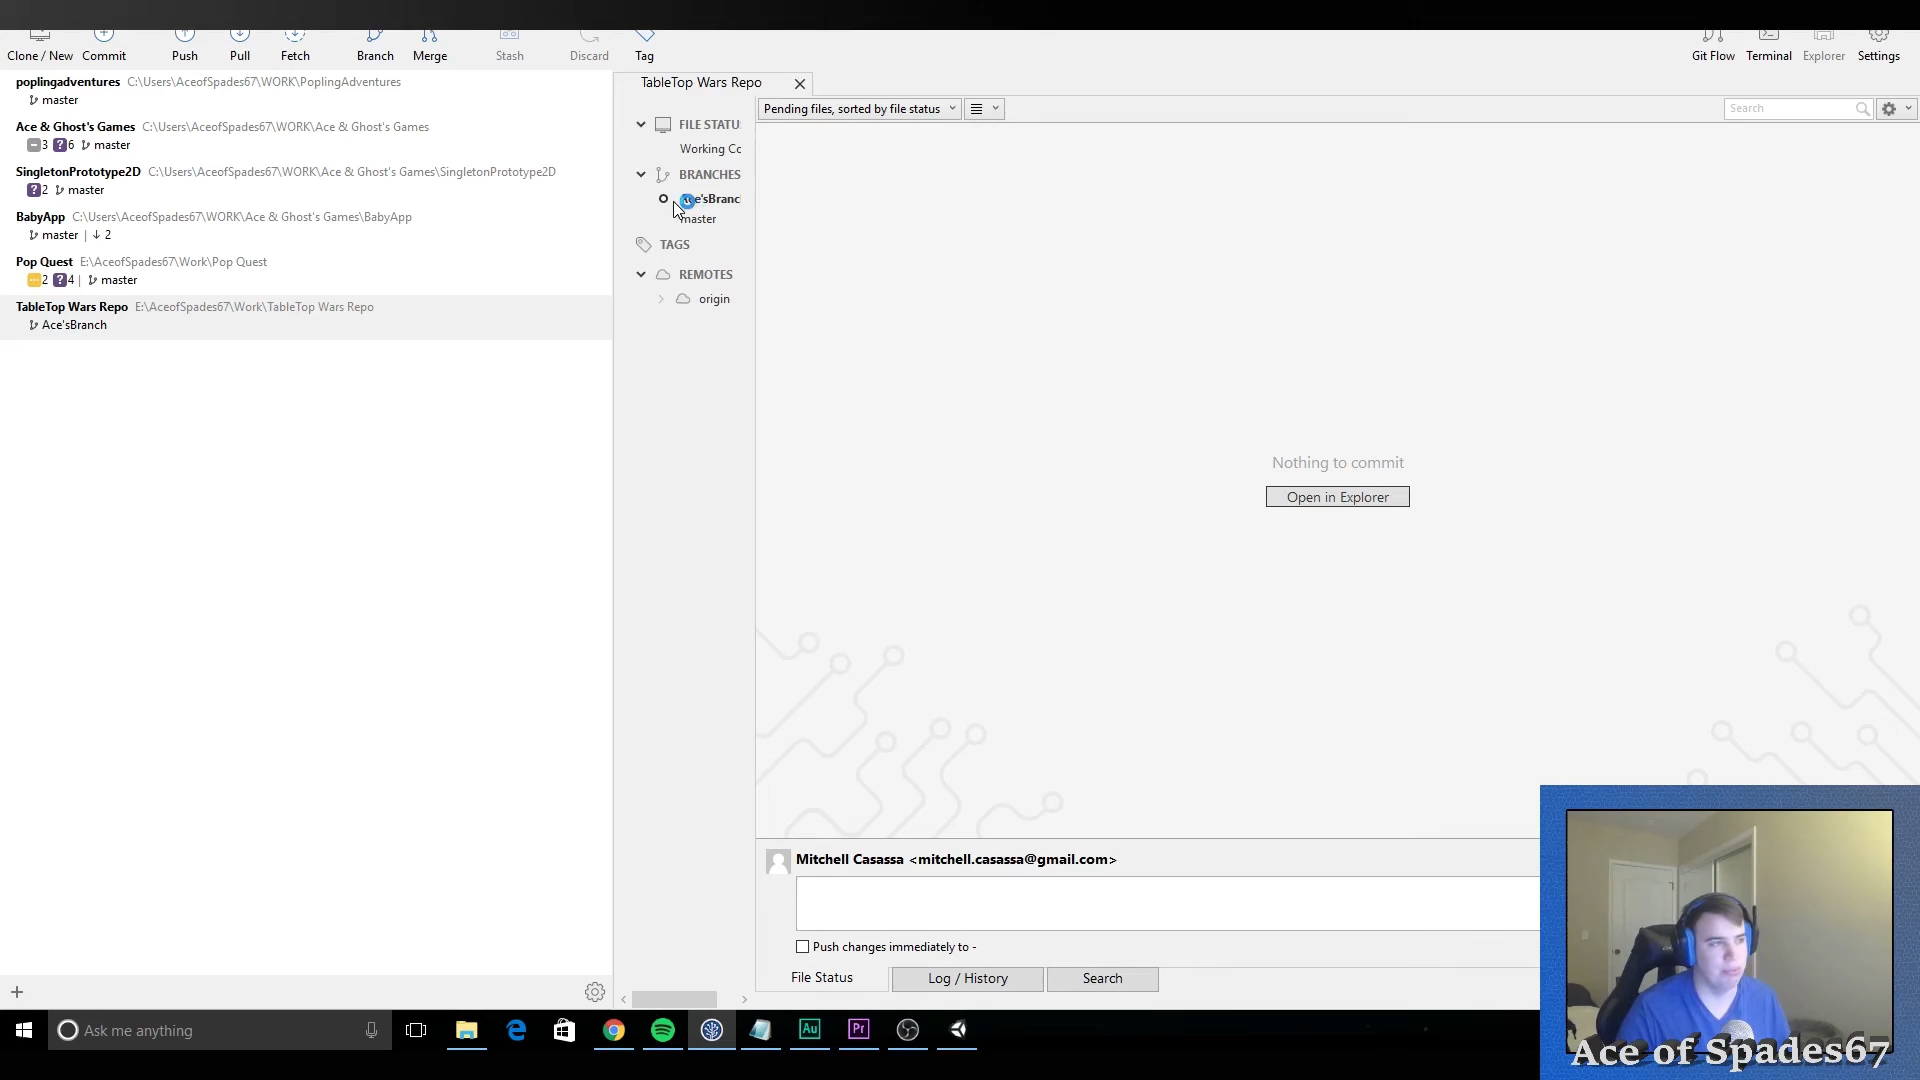 Clone / New Commit Push Pull Fetch Branch Merge Stash Discard Tag Git Flow Terminal Explorer Settings
poplingadventures C:\Users\AceofSpades67\WORK\PoplingAdventures
master
Ace & Ghost's Games C:\Users\AceofSpades67\WORK\Ace & Ghost's Games
3 ? 6 master
SingletonPrototype2D C:\Users\AceofSpades67\WORK\Ace & Ghost's Games\SingletonPrototype2D
? 2 master
BabyApp C:\Users\AceofSpades67\WORK\Ace & Ghost's Games\BabyApp
master | ↓ 2
Pop Quest E:\AceofSpades67\Work\Pop Quest
2 ? 4 | master
TableTop Wars Repo E:\AceofSpades67\Work\TableTop Wars Repo
Ace'sBranch
TableTop Wars Repo
FILE STATU
Working Co
BRANCHES
e'sBranc
master
TAGS
REMOTES
origin
Pending files, sorted by file status
Search
Nothing to commit
Open in Explorer
Mitchell Casassa <mitchell.casassa@gmail.com>
Push changes immediately to -
File Status Log / History Search
Ask me anything
Au Pr
Ace of Spades67